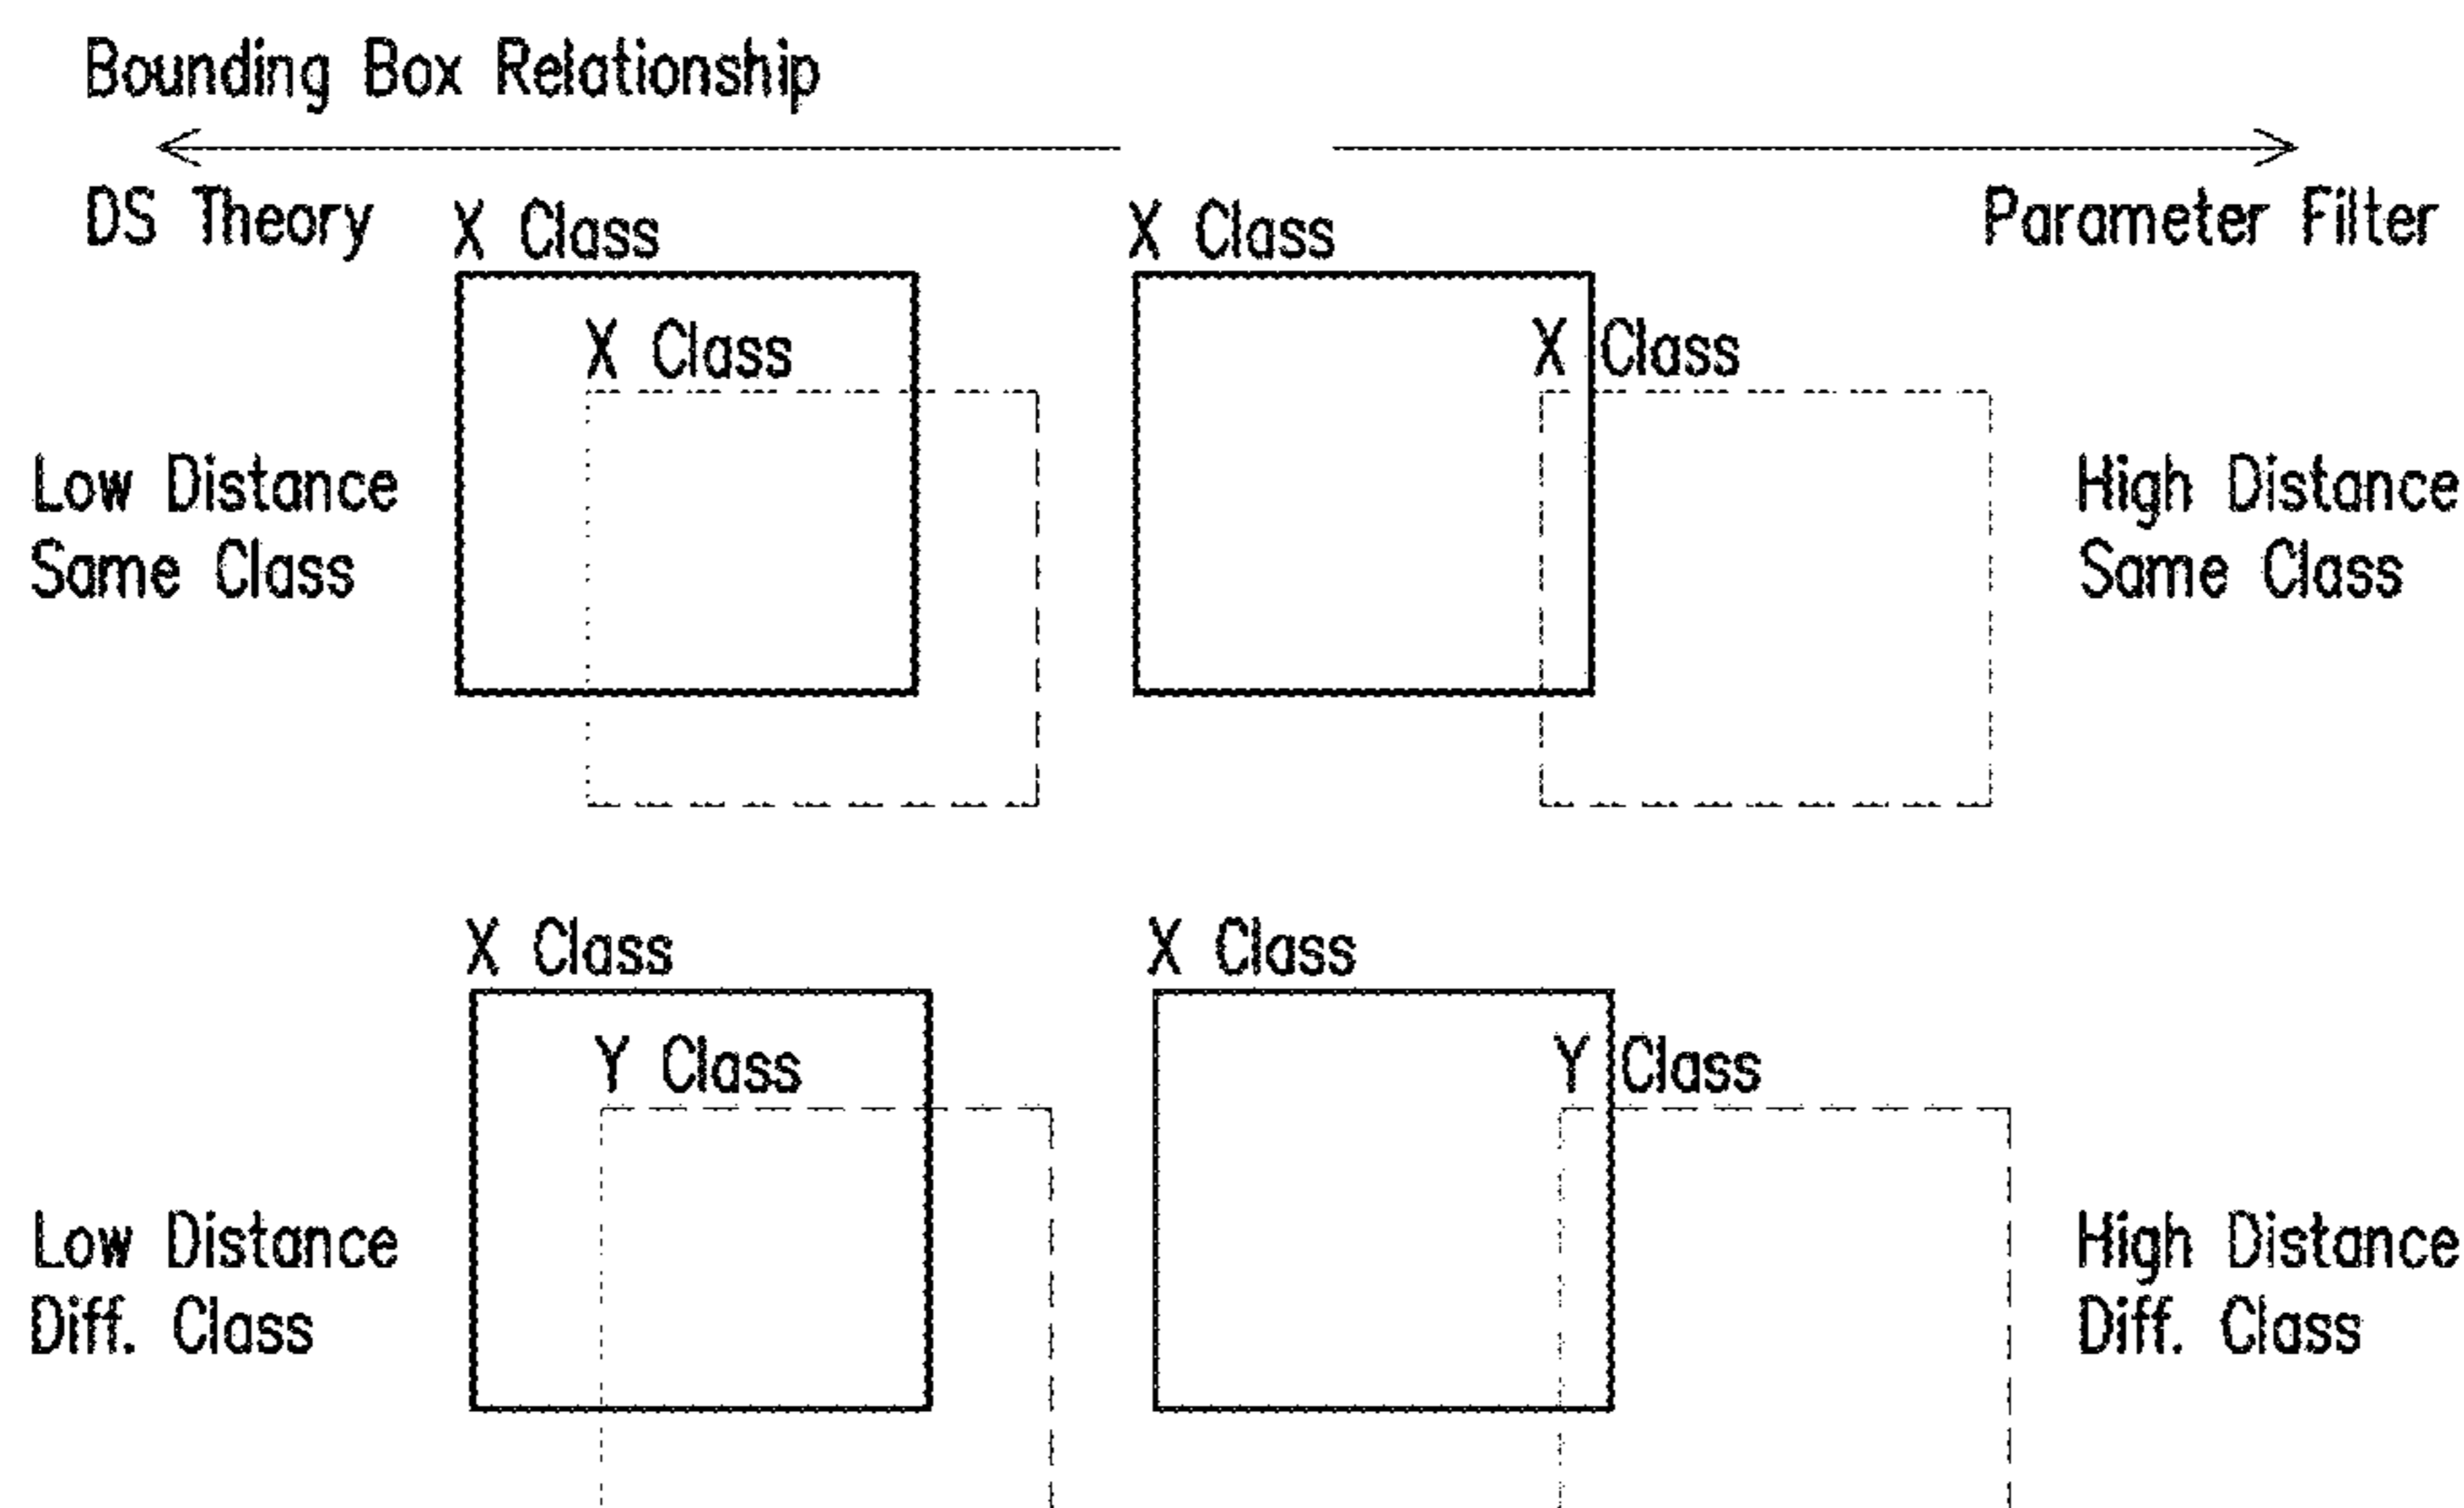 Bounding Box Relationship
DS Theory
Parameter Filter
X Class
X Class
X Class
X Class
Low Distance
Same Class
High Distance
Same Class
X Class
X Class
Y Class
Y Class
Low Distance
Diff. Class
High Distance
Diff. Class